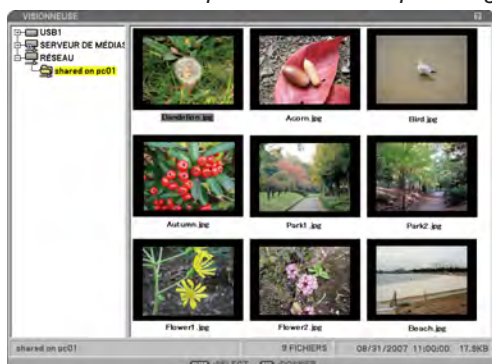 VISIONNEUSE
USB1
SERVEUR DE MÉDIAS
RÉSEAU
shared on pc01
Dandelion.jpg
Acorn.jpg
Bird.jpg
Autumn.jpg
Park1.jpg
Park2.jpg
Flower1.jpg
Flower2.jpg
Beach.jpg
shared on pc01
9 FICHIERS
08/31/2007 11:00:00
17.9KB
:SELECT